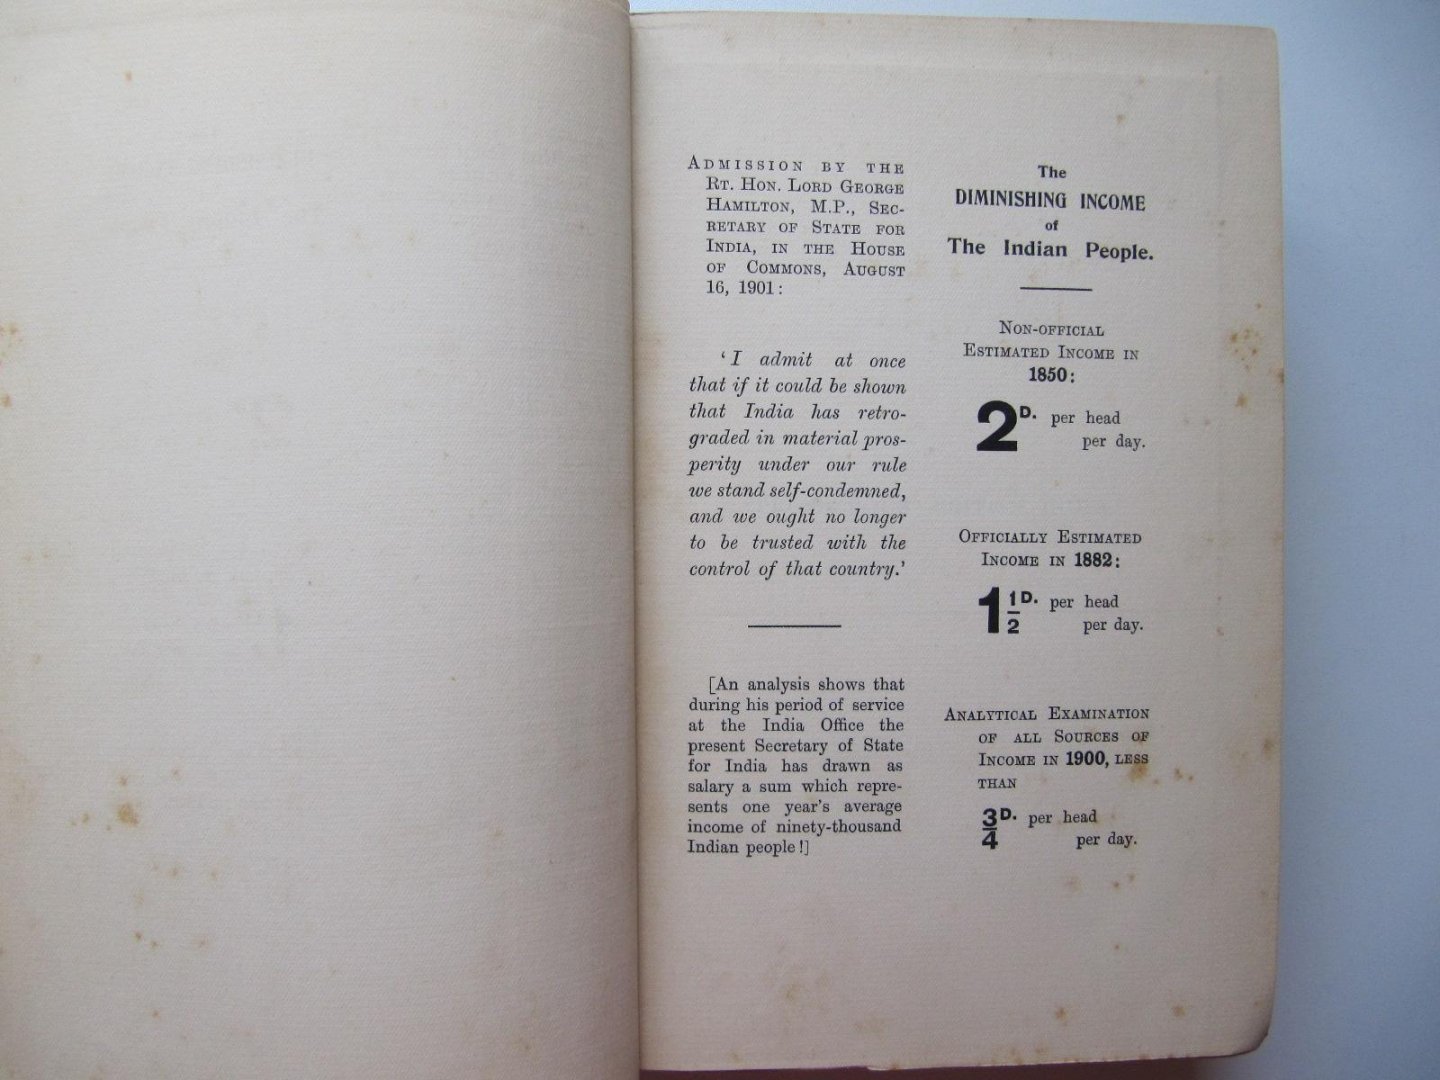 ADMISSION BY THE
RT. HON. LORD GEORGE
HAMILTON, M.P., SEC-
RETARY OF STATE FOR
INDIA, IN THE HOUSE
OF COMMONS, AUGUST
16, 1901:
'I admit at once
that if it could be shown
that India has retro-
graded in material pros-
perity under our rule
we stand self-condemned,
and we ought no longer
to be trusted with the
control of that country.'
[An analysis shows that
during his period of service
at the India Office the
present Secretary of State
for India has drawn as
salary a sum which repre-
sents one year's average
income of ninety-thousand
Indian people!]
The
DIMINISHING INCOME
of
The Indian People.
NON-OFFICIAL
ESTIMATED INCOME IN
1850:
2D. per head
per day.
OFFICIALLY ESTIMATED
INCOME IN 1882:
1 1/2D. per head
per day.
ANALYTICAL EXAMINATION
OF ALL SOURCES OF
INCOME IN 1900, LESS
THAN
3/4D. per head
per day.